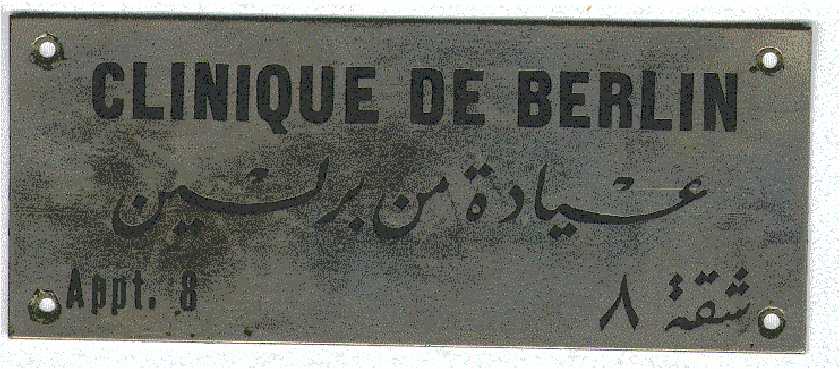 CLINIQUE DE BERLIN
عيادة من برلين
Appt. 8
شقة ٨